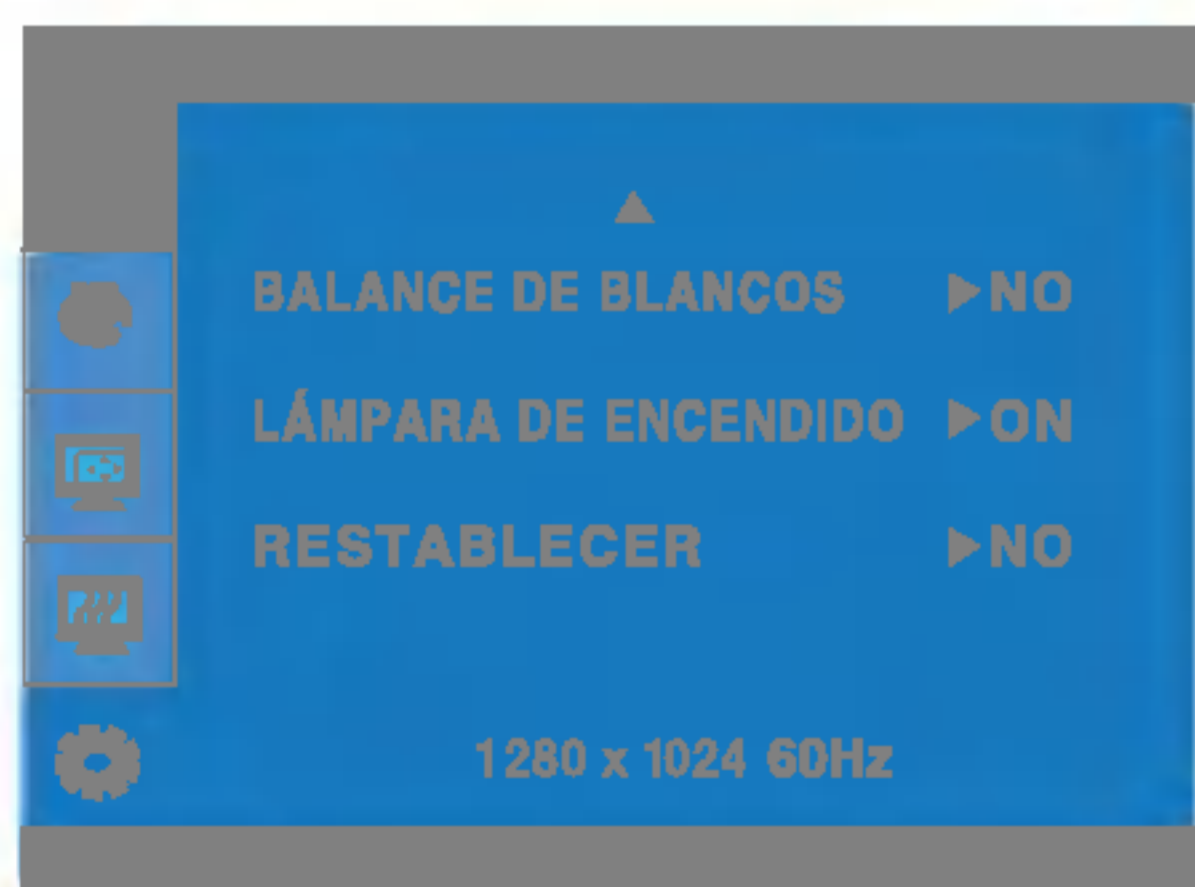 BALANCE DE BLANCOS ▶NO
LÁMPARA DE ENCENDIDO ▶ON
RESTABLECER ▶NO
1280 x 1024 60Hz